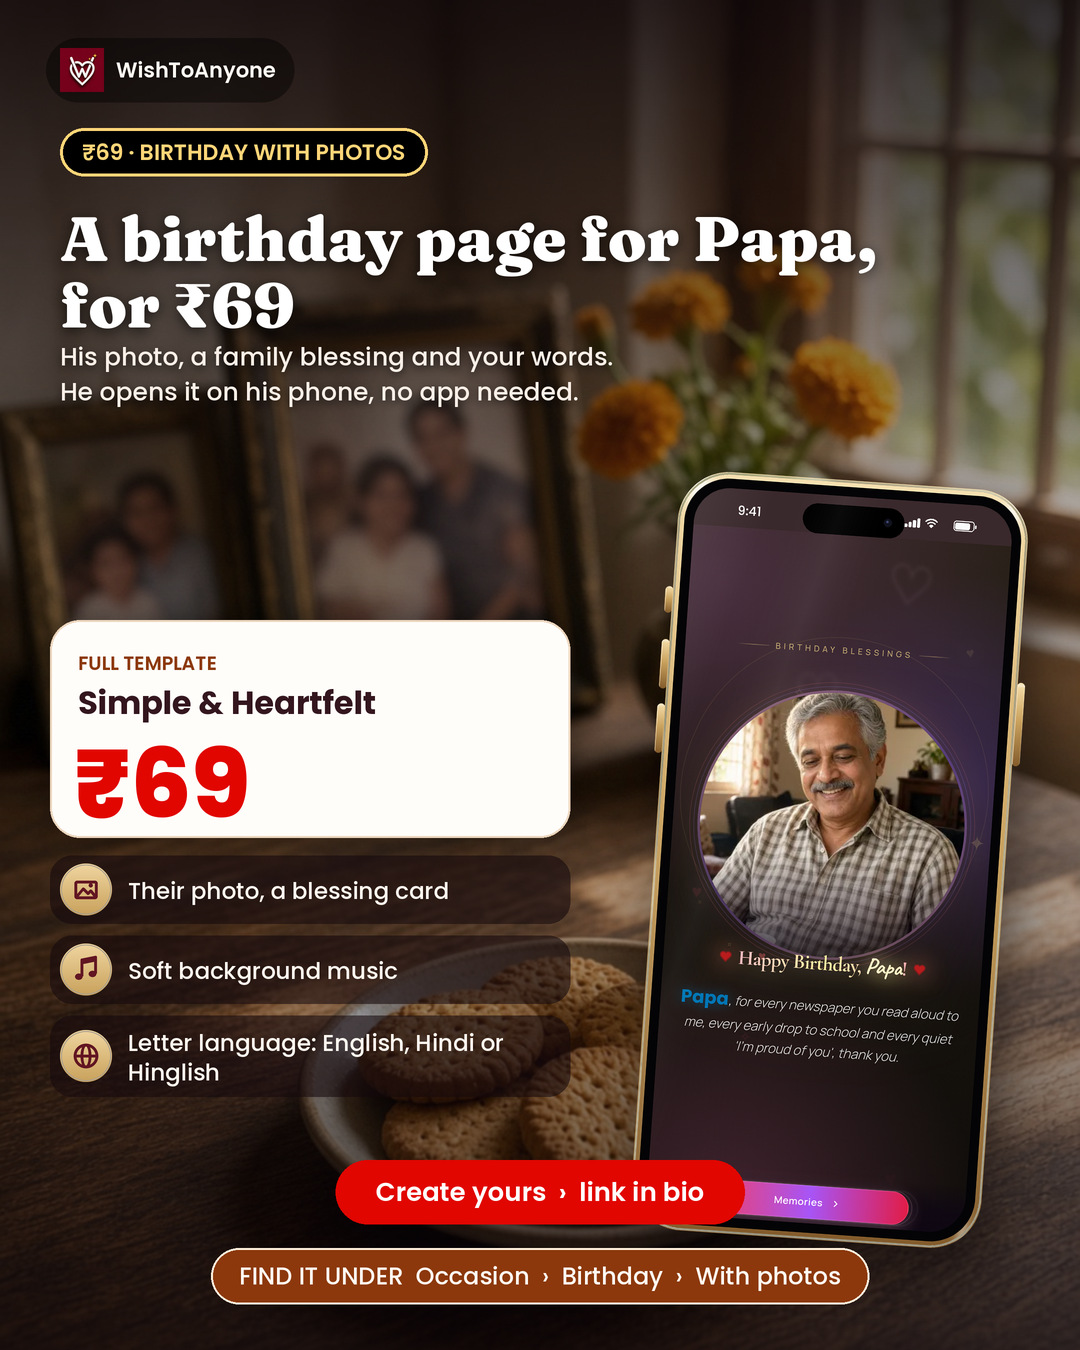 WishToAnyone
₹69 · BIRTHDAY WITH PHOTOS
A birthday page for Papa,
for ₹69
His photo, a family blessing and your words.
He opens it on his phone, no app needed.
9:41
BIRTHDAY BLESSINGS
Happy Birthday, Papa!
Papa, for every newspaper you read aloud to
me, every early drop to school and every quiet
'I'm proud of you', thank you.
Memories ›
FULL TEMPLATE
Simple & Heartfelt
₹69
Their photo, a blessing card
Soft background music
Letter language: English, Hindi or
Hinglish
Create yours › link in bio
FIND IT UNDER Occasion › Birthday › With photos